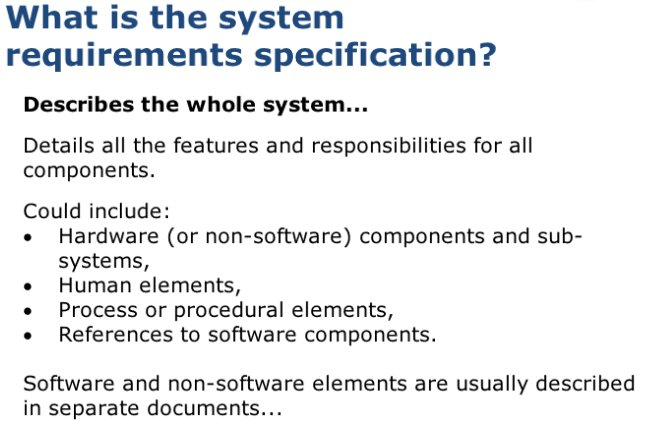 What is the system
requirements specification?
Describes the whole system...
Details all the features and responsibilities for all
components.
Could include:
• Hardware (or non-software) components and sub-
systems,
• Human elements,
• Process or procedural elements,
• References to software components.
Software and non-software elements are usually described
in separate documents...